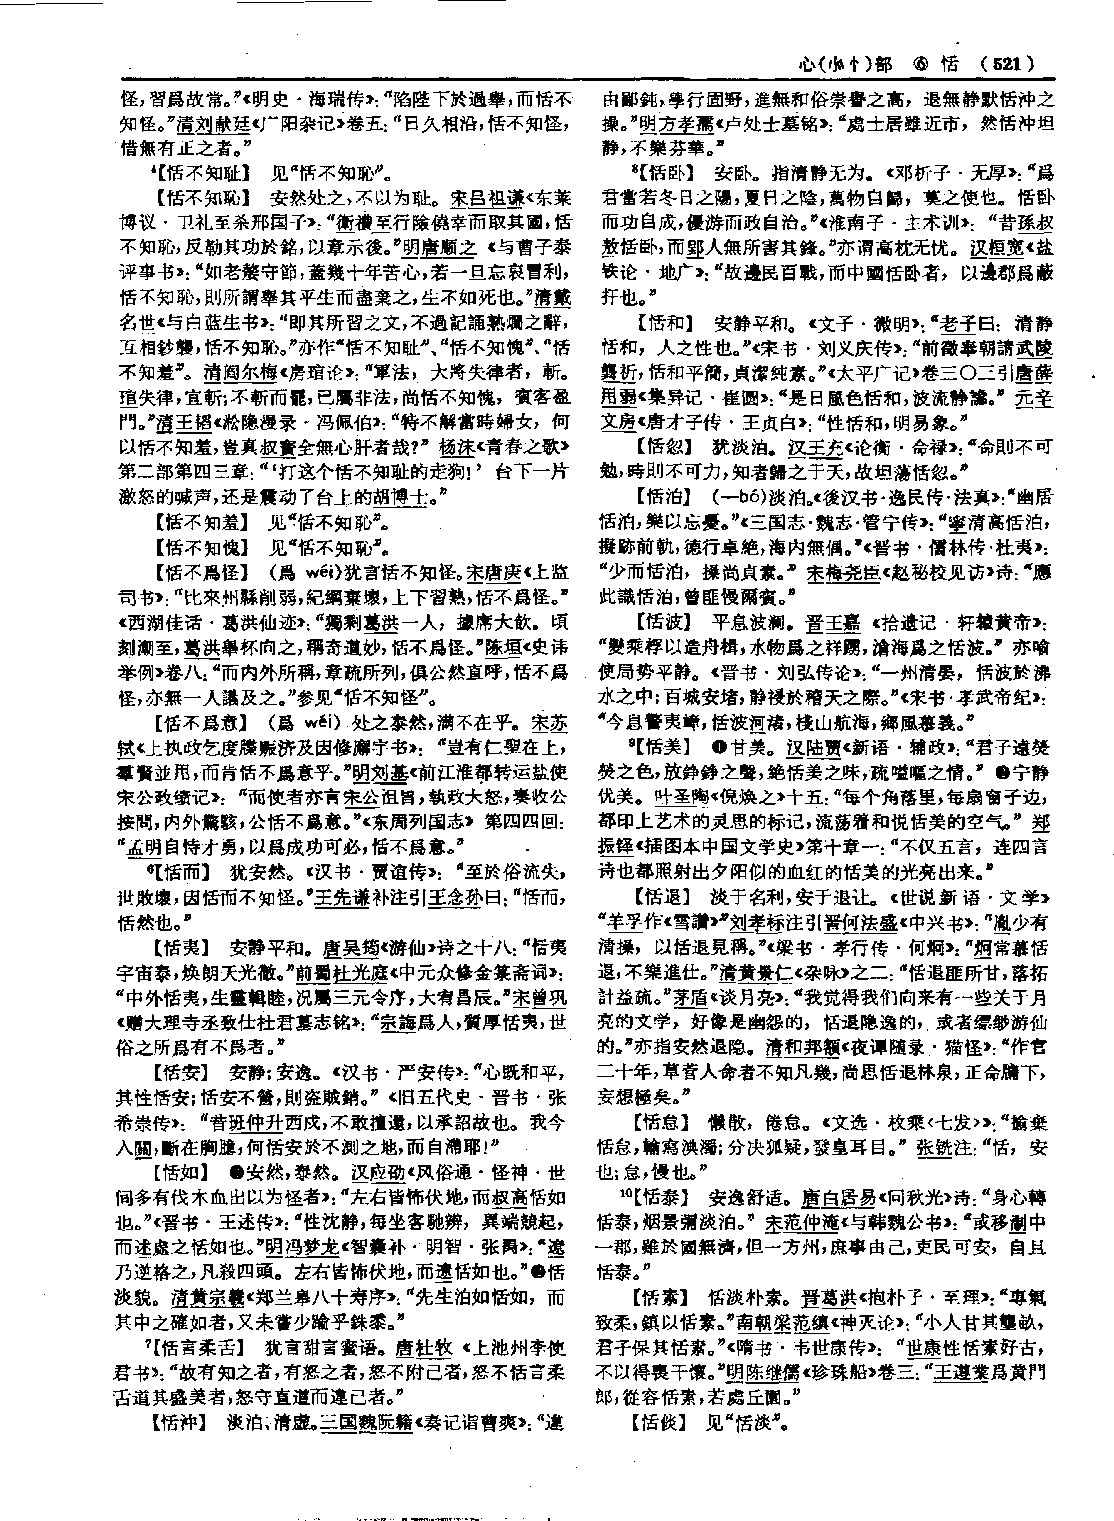 心(㣺忄)部 ⑥ 恬 (521)
怪，習爲故常。”《明史·海瑞传》：“陷陛下於過舉，而恬不
知怪。”清刘献廷《广阳杂记》卷五：“日久相沿，恬不知怪，
惜無有正之者。”
4【恬不知耻】 见“恬不知恥”。
【恬不知恥】 安然处之，不以为耻。宋吕祖谦《东莱
博议·卫礼至杀邢国子》：“衛禮至行險僥幸而取其國，恬
不知恥，反勒其功於銘，以章示後。”明唐顺之《与曹子泰
评事书》：“如老嫠守節，蓋幾十年苦心，若一旦忘哀冒利，
恬不知恥，則所謂舉其平生而盡棄之，生不如死也。”清戴
名世《与白蓝生书》：“即其所習之文，不過記誦熟爛之辭，
互相鈔襲，恬不知恥。”亦作“恬不知耻”、“恬不知愧”、“恬
不知羞”。清阎尔梅《房琯论》：“軍法，大將失律者，斬。
琯失律，宜斬；不斬而罷，已屬非法，尚恬不知愧，賓客盈
門。”清王韬《淞隐漫录·冯佩伯》：“特不解當時婦女，何
以恬不知羞，豈真叔寶全無心肝者哉？”杨沫《青春之歌》
第二部第四三章：“‘打这个恬不知耻的走狗！’台下一片
激怒的喊声，还是震动了台上的胡博士。”
【恬不知羞】 见“恬不知恥”。
【恬不知愧】 见“恬不知恥”。
【恬不爲怪】 (爲 wéi)犹言恬不知怪。宋唐庚《上监
司书》：“比來州縣削弱，紀綱棄壞，上下習熟，恬不爲怪。”
《西湖佳话·葛洪仙迹》：“獨剩葛洪一人，據席大飲。頃
刻潮至，葛洪舉杯向之，稱奇道妙，恬不爲怪。”陈垣《史讳
举例》卷八：“而内外所稱，章疏所列，俱公然直呼，恬不爲
怪，亦無一人議及之。”参见“恬不知怪”。
【恬不爲意】 (爲 wéi) 处之泰然，满不在乎。宋苏
轼《上执政乞度牒赈济及因修廨宇书》：“豈有仁聖在上，
羣賢並用，而肯恬不爲意乎。”明刘基《前江淮都转运盐使
宋公政绩记》：“而使者亦言宋公沮旨，執政大怒，奏收公
按問，内外驚駭，公恬不爲意。”《东周列国志》第四四回：
“孟明自恃才勇，以爲成功可必，恬不爲意。”
6【恬而】 犹安然。《汉书·贾谊传》：“至於俗流失，
世敗壞，因恬而不知怪。”王先谦补注引王念孙曰：“恬而，
恬然也。”
【恬夷】 安静平和。唐吴筠《游仙》诗之十八：“恬夷
宇宙泰，焕朗天光徹。”前蜀杜光庭《中元众修金箓斋词》：
“中外恬夷，生靈輯睦，况屬三元令序，大宥昌辰。”宋曾巩
《赠大理寺丞致仕杜君墓志铭》：“宗誨爲人，質厚恬夷，世
俗之所爲有不爲者。”
【恬安】 安静；安逸。《汉书·严安传》：“心既和平，
其性恬安；恬安不營，則盗賊銷。”《旧五代史·晋书·张
希崇传》：“昔班仲升西戍，不敢擅還，以承詔故也。我今
入關，斷在胸臆，何恬安於不測之地，而自滯耶！”
【恬如】 ❶安然，泰然。汉应劭《风俗通·怪神·世
间多有伐木血出以为怪者》：“左右皆怖伏地，而叔高恬如
也。”《晋书·王述传》：“性沈静，每坐客馳辨，異端競起，
而述處之恬如也。”明冯梦龙《智囊补·明智·张禹》：“遼
乃逆格之，凡殺四頭。左右皆怖伏地，而遼恬如也。”❷恬
淡貌。清黄宗羲《郑兰皋八十寿序》：“先生泊如恬如，而
其中之確如者，又未嘗少踰乎銖黍。”
7【恬言柔舌】 犹言甜言蜜语。唐杜牧《上池州李使
君书》：“故有知之者，有怒之者，怒不附己者，怒不恬言柔
舌道其盛美者，怒守直道而違己者。”
【恬冲】 淡泊，清虚。三国魏阮籍《奏记诣曹爽》：“違
由鄙鈍，學行固野，進無和俗崇譽之高，退無静默恬沖之
操。”明方孝孺《卢处士墓铭》：“處士居雖近市，然恬沖坦
静，不樂芬華。”
8【恬卧】 安卧。指清静无为。《邓析子·无厚》：“爲
君當若冬日之陽，夏日之陰，萬物自歸，莫之使也。恬卧
而功自成，優游而政自治。”《淮南子·主术训》：“昔孫叔
敖恬卧，而郢人無所害其鋒。”亦谓高枕无忧。汉桓宽《盐
铁论·地广》：“故邊民百戰，而中國恬卧者，以邊郡爲蔽
扞也。”
【恬和】 安静平和。《文子·微明》：“老子曰：清静
恬和，人之性也。”《宋书·刘义庆传》：“前徵奉朝請武陵
龔祈，恬和平簡，貞潔純素。”《太平广记》卷三〇三引唐薛
用弱《集异记·崔圆》：“是日風色恬和，波流静謐。”元辛
文房《唐才子传·王贞白》：“性恬和，明易象。”
【恬忽】 犹淡泊。汉王充《论衡·命禄》：“命則不可
勉，時則不可力，知者歸之于天，故坦蕩恬忽。”
【恬泊】 (—bó)淡泊。《後汉书·逸民传·法真》：“幽居
恬泊，樂以忘憂。”《三国志·魏志·管宁传》：“寧清高恬泊，
擬跡前軌，德行卓絶，海内無偶。”《晋书·儒林传·杜夷》：
“少而恬泊，操尚貞素。”宋梅尧臣《赵秘校见访》诗：“應
此識恬泊，曾匪慢爾賓。”
【恬波】 平息波澜。晋王嘉《拾遗记·轩辕黄帝》：
“變乘桴以造舟楫，水物爲之祥踴，滄海爲之恬波。”亦喻
使局势平静。《晋书·刘弘传论》：“一州清晏，恬波於沸
水之中；百城安堵，静祲於稽天之際。”《宋书·孝武帝纪》：
“今息警夷嶂，恬波河渚，棧山航海，鄉風慕義。”
9【恬美】 ❶甘美。汉陆贾《新语·辅政》：“君子遠熒
熒之色，放錚錚之聲，絶恬美之味，疏嗌嘔之情。”❷宁静
优美。叶圣陶《倪焕之》十五：“每个角落里，每扇窗子边，
都印上艺术的灵思的标记，流荡着和悦恬美的空气。”郑
振铎《插图本中国文学史》第十章一：“不仅五言，连四言
诗也都照射出夕阳似的血红的恬美的光亮出来。”
【恬退】 淡于名利，安于退让。《世说新语·文学》
“羊孚作《雪讚》”刘孝标注引晋何法盛《中兴书》：“胤少有
清操，以恬退見稱。”《梁书·孝行传·何炯》：“炯常慕恬
退，不樂進仕。”清黄景仁《杂咏》之二：“恬退匪所甘，落拓
計益疏。”茅盾《谈月亮》：“我觉得我们向来有一些关于月
亮的文学，好像是幽怨的，恬退隐逸的，或者缥缈游仙
的。”亦指安然退隐。清和邦额《夜谭随录·猫怪》：“作官
二十年，草菅人命者不知凡幾，尚思恬退林泉，正命牖下，
妄想極矣。”
【恬怠】 懒散，倦怠。《文选·枚乘〈七发〉》：“揄棄
恬怠，輸寫淟濁；分决狐疑，發皇耳目。”张铣注：“恬，安
也；怠，慢也。”
10【恬泰】 安逸舒适。唐白居易《问秋光》诗：“身心轉
恬泰，烟景彌淡泊。”宋范仲淹《与韩魏公书》：“或移湖中
一郡，雖於國無濟，但一方州，庶事由己，吏民可安，自且
恬泰。”
【恬素】 恬淡朴素。晋葛洪《抱朴子·至理》：“專氣
致柔，鎮以恬素。”南朝梁范缜《神灭论》：“小人甘其壟畝，
君子保其恬素。”《隋书·韦世康传》：“世康性恬素好古，
不以得喪干懷。”明陈继儒《珍珠船》卷三：“王遵業爲黄門
郎，從容恬素，若處丘園。”
【恬倓】 见“恬淡”。